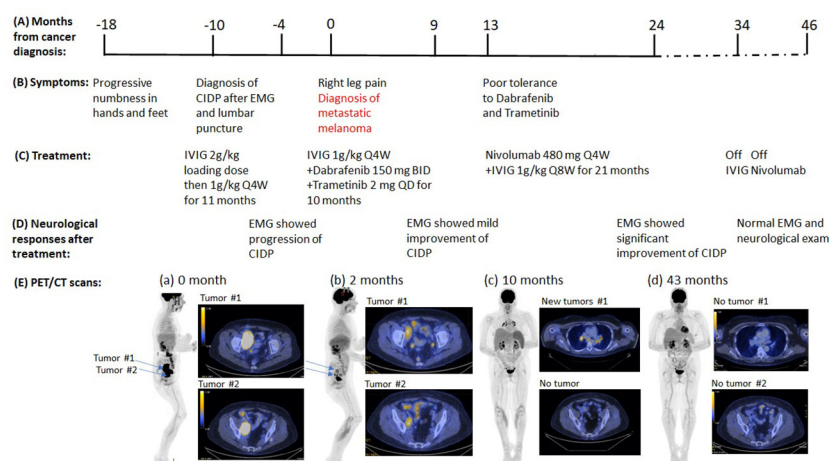 (A) Months from cancer diagnosis:
-18 -10 -4 0 9 13 24 34 46
(B) Symptoms:
Progressive numbness in hands and feet
Diagnosis of CIDP after EMG and lumbar puncture
Right leg pain
Diagnosis of metastatic melanoma
Poor tolerance to Dabrafenib and Trametinib
(C) Treatment:
IVIG 2g/kg loading dose then 1g/kg Q4W for 11 months
IVIG 1g/kg Q4W
+Dabrafenib 150 mg BID
+Trametinib 2 mg QD for 10 months
Nivolumab 480 mg Q4W
+IVIG 1g/kg Q8W for 21 months
Off IVIG
Off Nivolumab
(D) Neurological responses after treatment:
EMG showed progression of CIDP
EMG showed mild improvement of CIDP
EMG showed significant improvement of CIDP
Normal EMG and neurological exam
(E) PET/CT scans:
(a) 0 month
(b) 2 months
(c) 10 months
(d) 43 months
Tumor #1
Tumor #2
Tumor #1
Tumor #2
Tumor #1
Tumor #2
New tumors #1
No tumor
No tumor #1
No tumor #2